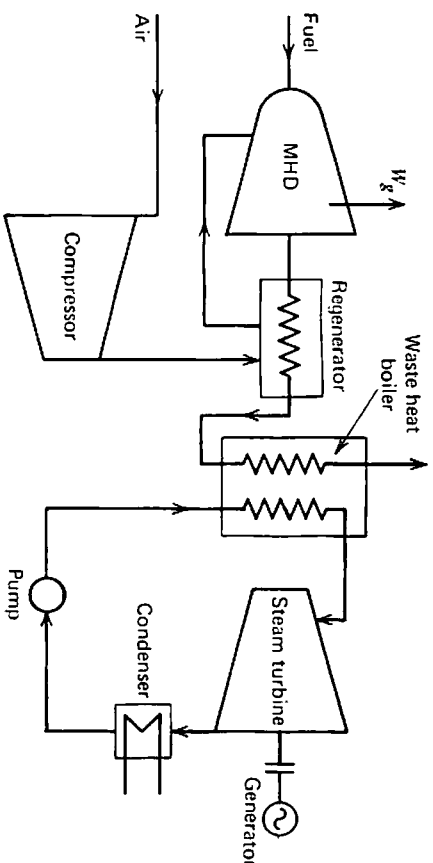 Fuel
Air
MHD
W_g
Compressor
Regenerator
Waste heat
boiler
Pump
Condenser
Steam turbine
Generator